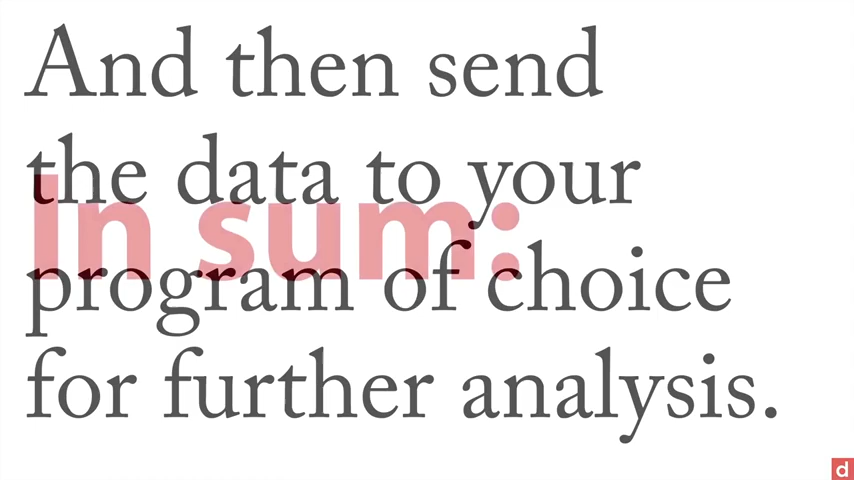 And then send
the data to your
In sum:
program of choice
for further analysis.
d